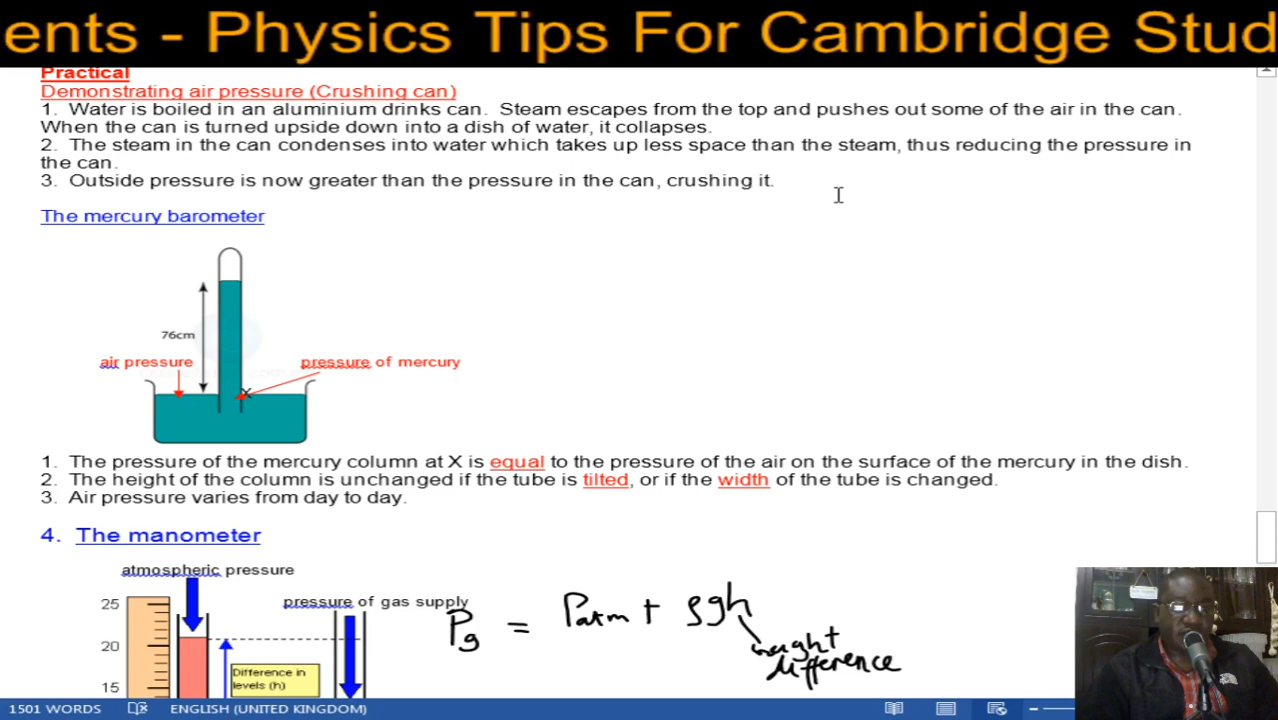 ents - Physics Tips For Cambridge Stud
Practical
Demonstrating air pressure (Crushing can)
1. Water is boiled in an aluminium drinks can. Steam escapes from the top and pushes out some of the air in the can.
When the can is turned upside down into a dish of water, it collapses.
2. The steam in the can condenses into water which takes up less space than the steam, thus reducing the pressure in
the can.
3. Outside pressure is now greater than the pressure in the can, crushing it.
The mercury barometer
76cm
air pressure
pressure of mercury
X
1. The pressure of the mercury column at X is equal to the pressure of the air on the surface of the mercury in the dish.
2. The height of the column is unchanged if the tube is tilted, or if the width of the tube is changed.
3. Air pressure varies from day to day.
4. The manometer
atmospheric pressure
pressure of gas supply
25
20
15
Difference in
levels (h)
Pg = Patm + ρgh
height
difference
1501 WORDS
ENGLISH (UNITED KINGDOM)